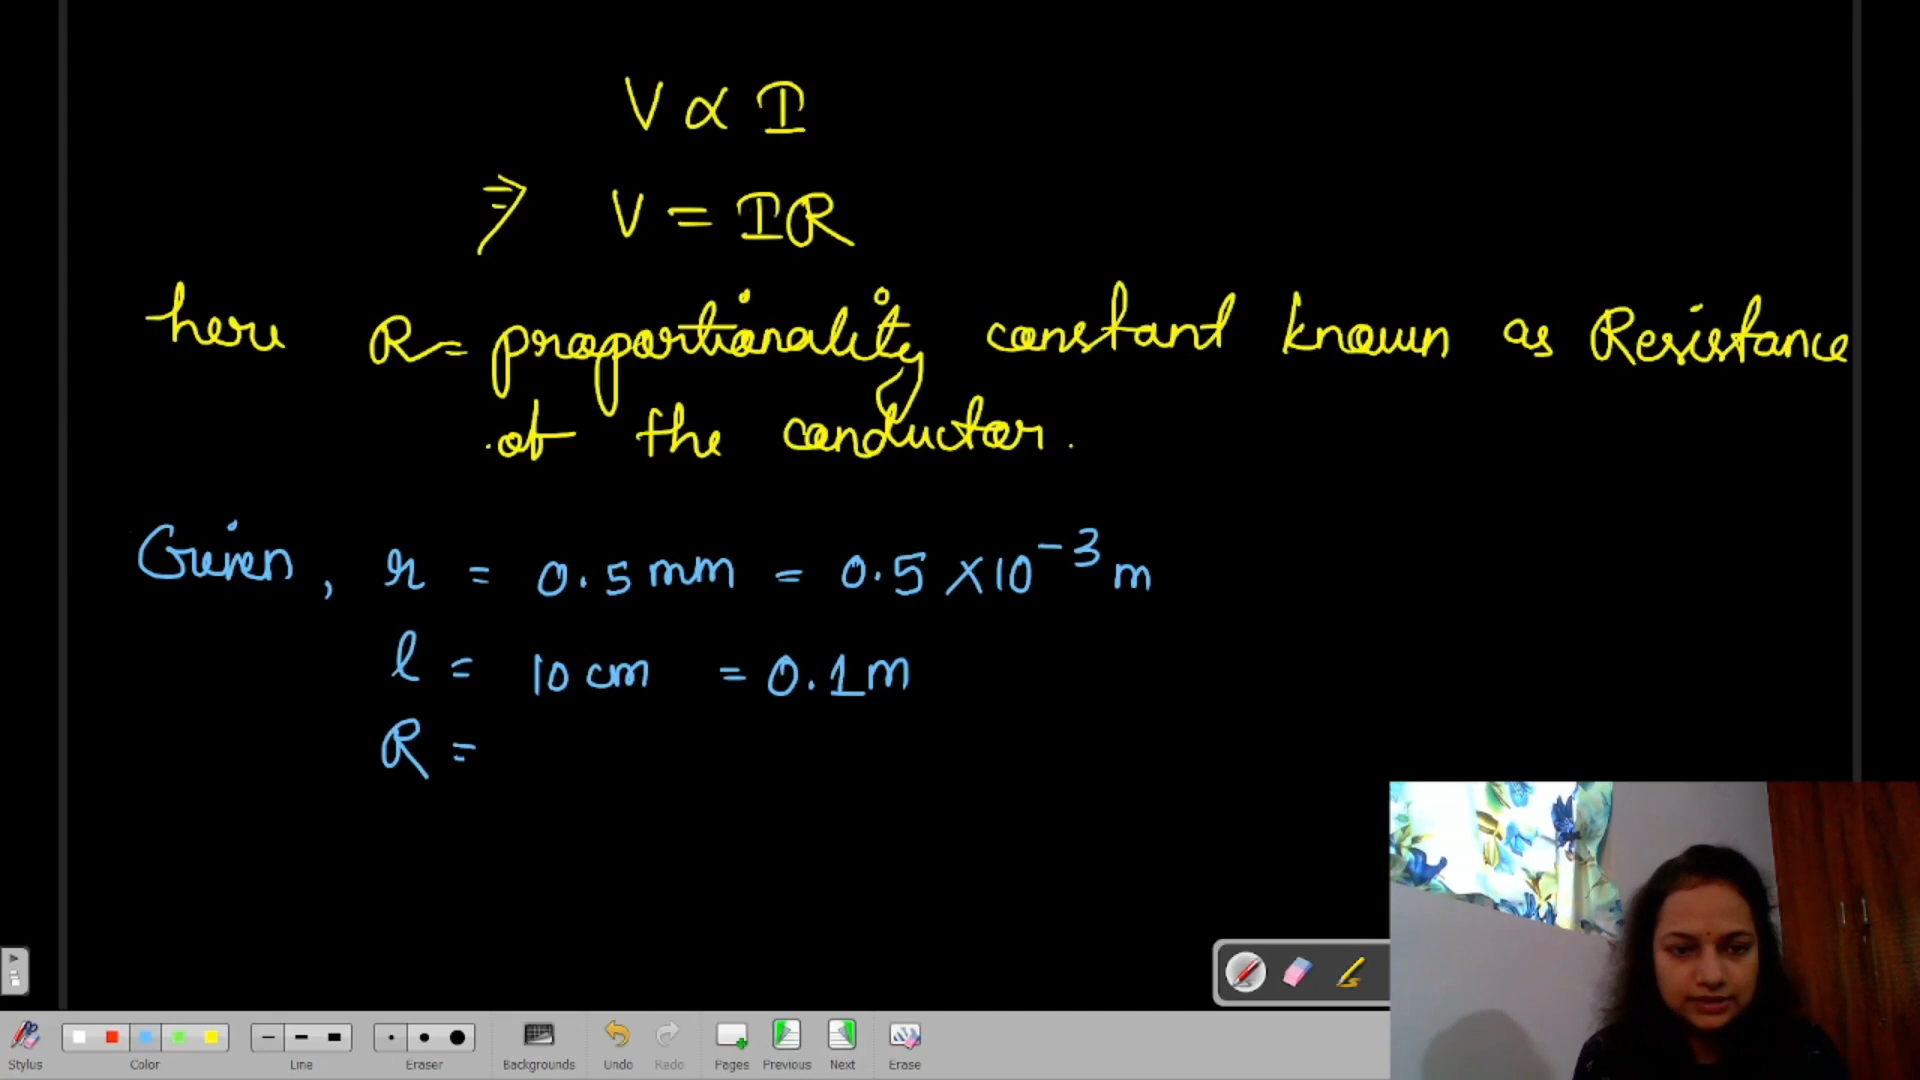 V ∝ I
⇒ V = IR
here R = proportionality constant known as Resistance
of the conductor.
Given, r = 0.5 mm = 0.5 × 10⁻³ m
l = 10 cm = 0.1 m
R =
Stylus Color Line Eraser Backgrounds Undo Redo Pages Previous Next Erase